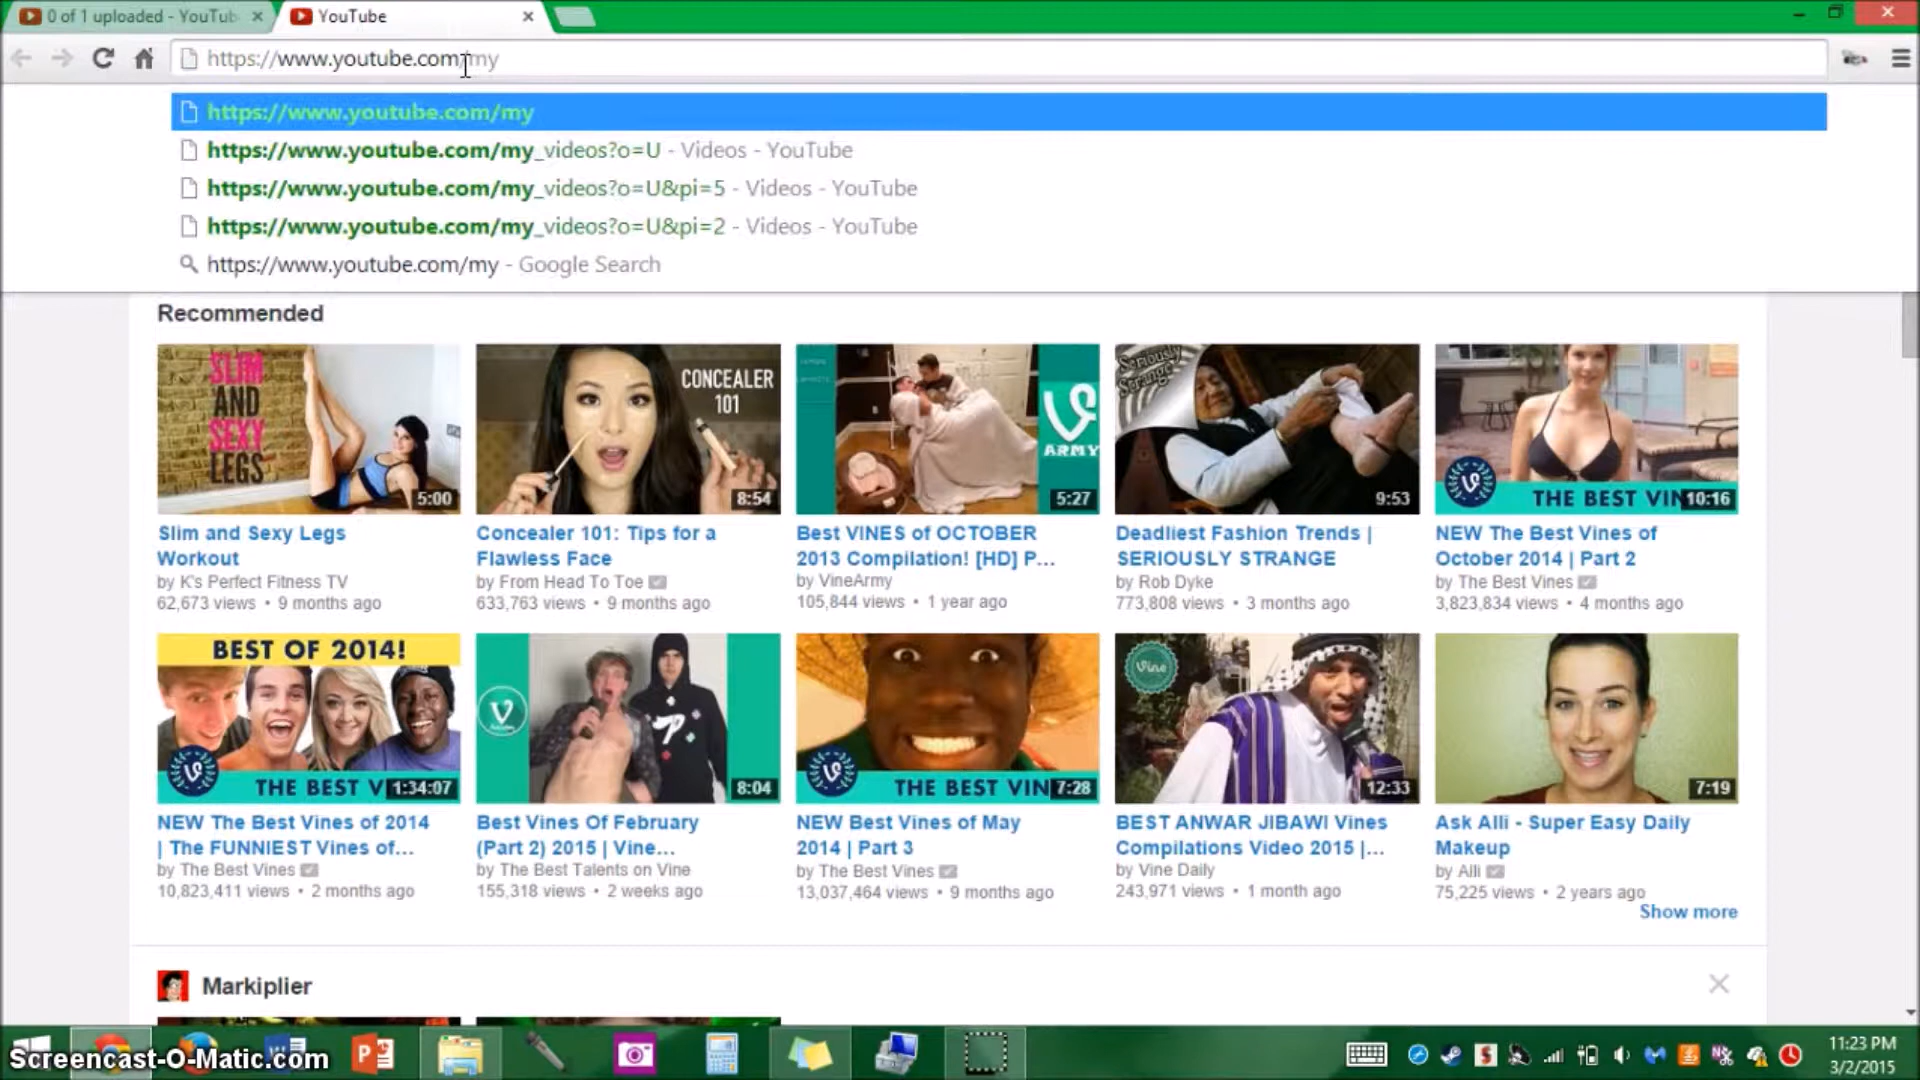 0 of 1 uploaded - YouTub
YouTube
https://www.youtube.com/my
https://www.youtube.com/my
https://www.youtube.com/my_videos?o=U - Videos - YouTube
https://www.youtube.com/my_videos?o=U&pi=5 - Videos - YouTube
https://www.youtube.com/my_videos?o=U&pi=2 - Videos - YouTube
https://www.youtube.com/my - Google Search
Recommended
SLIM
AND
SEXY
LEGS
5:00
CONCEALER
101
8:54
ARMY
5:27
Seriously
Strange
9:53
THE BEST VIN
10:16
Slim and Sexy Legs
Workout
by K's Perfect Fitness TV
62,673 views • 9 months ago
Concealer 101: Tips for a
Flawless Face
by From Head To Toe
633,763 views • 9 months ago
Best VINES of OCTOBER
2013 Compilation! [HD] P...
by VineArmy
105,844 views • 1 year ago
Deadliest Fashion Trends |
SERIOUSLY STRANGE
by Rob Dyke
773,808 views • 3 months ago
NEW The Best Vines of
October 2014 | Part 2
by The Best Vines
3,823,834 views • 4 months ago
BEST OF 2014!
THE BEST V
1:34:07
8:04
THE BEST VIN
7:28
Vine
12:33
7:19
NEW The Best Vines of 2014
| The FUNNIEST Vines of...
by The Best Vines
10,823,411 views • 2 months ago
Best Vines Of February
(Part 2) 2015 | Vine...
by The Best Talents on Vine
155,318 views • 2 weeks ago
NEW Best Vines of May
2014 | Part 3
by The Best Vines
13,037,464 views • 9 months ago
BEST ANWAR JIBAWI Vines
Compilations Video 2015 |...
by Vine Daily
243,971 views • 1 month ago
Ask Alli - Super Easy Daily
Makeup
by Alli
75,225 views • 2 years ago
Show more
Markiplier
Screencast-O-Matic.com
11:23 PM
3/2/2015